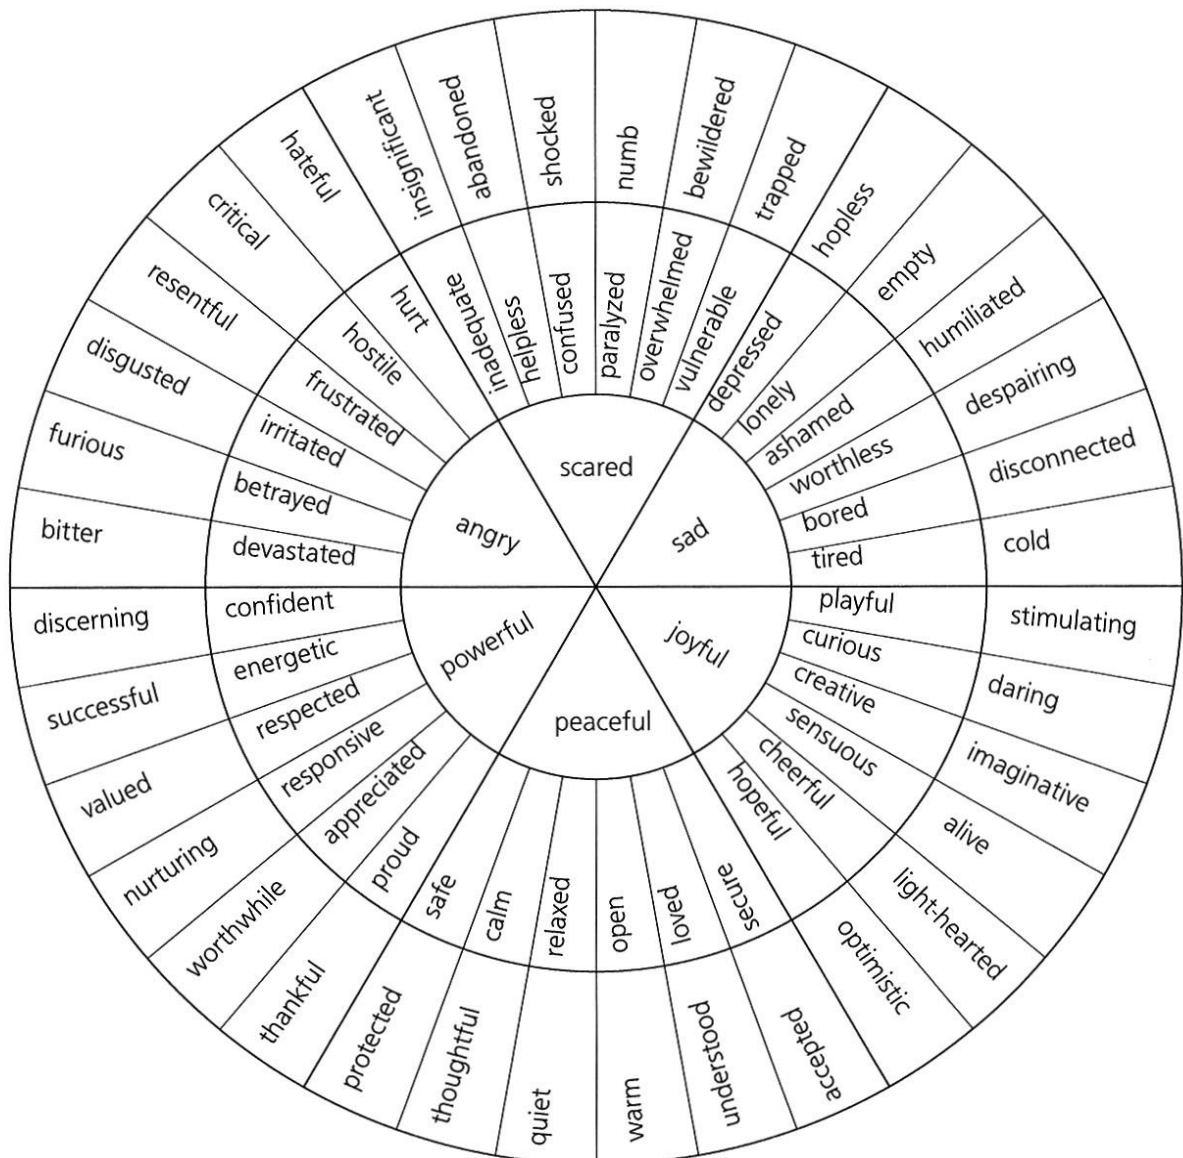 scared
sad
joyful
peaceful
powerful
angry
inadequate
helpless
confused
paralyzed
overwhelmed
vulnerable
depressed
lonely
ashamed
worthless
bored
tired
playful
curious
creative
sensuous
cheerful
hopeful
secure
loved
open
relaxed
calm
safe
proud
appreciated
responsive
respected
energetic
confident
devastated
betrayed
irritated
frustrated
hostile
hurt
insignificant
abandoned
shocked
numb
bewildered
trapped
hopless
empty
humiliated
despairing
disconnected
cold
stimulating
daring
imaginative
alive
light-hearted
optimistic
accepted
understood
warm
quiet
thoughtful
protected
thankful
worthwhile
nurturing
valued
successful
discerning
bitter
furious
disgusted
resentful
critical
hateful